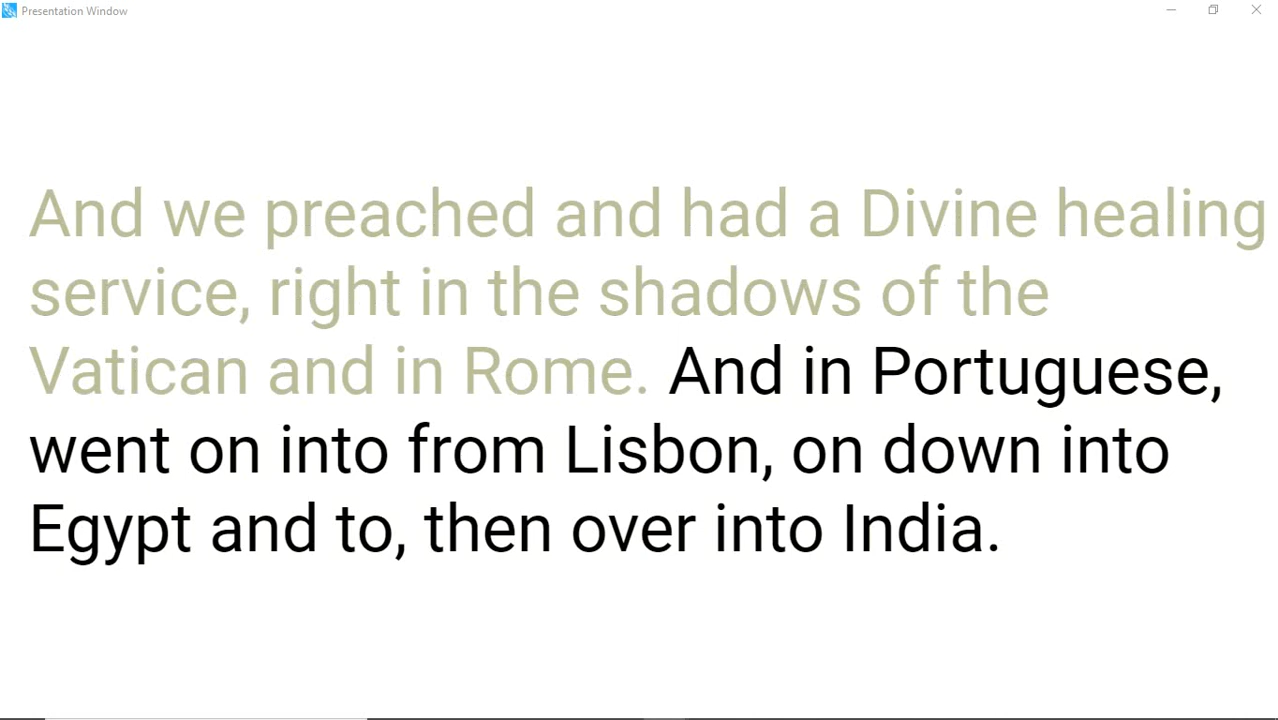 Presentation Window
And we preached and had a Divine healing
service, right in the shadows of the
Vatican and in Rome. And in Portuguese,
went on into from Lisbon, on down into
Egypt and to, then over into India.